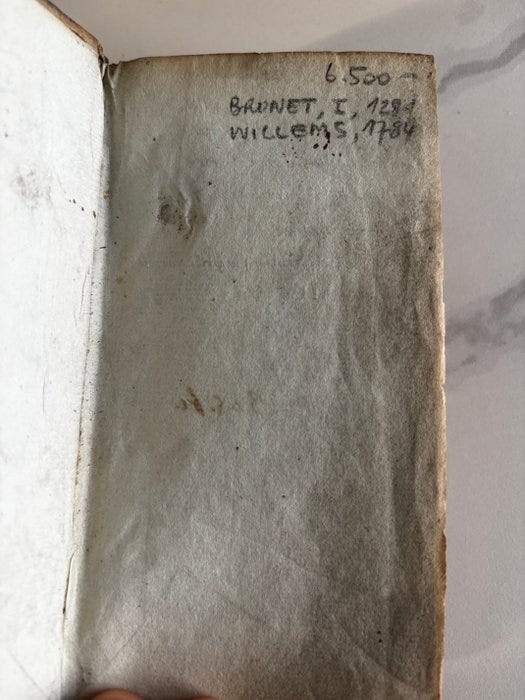 6.500 -
BRUNET, I, 1281
WILLEMS, 1784